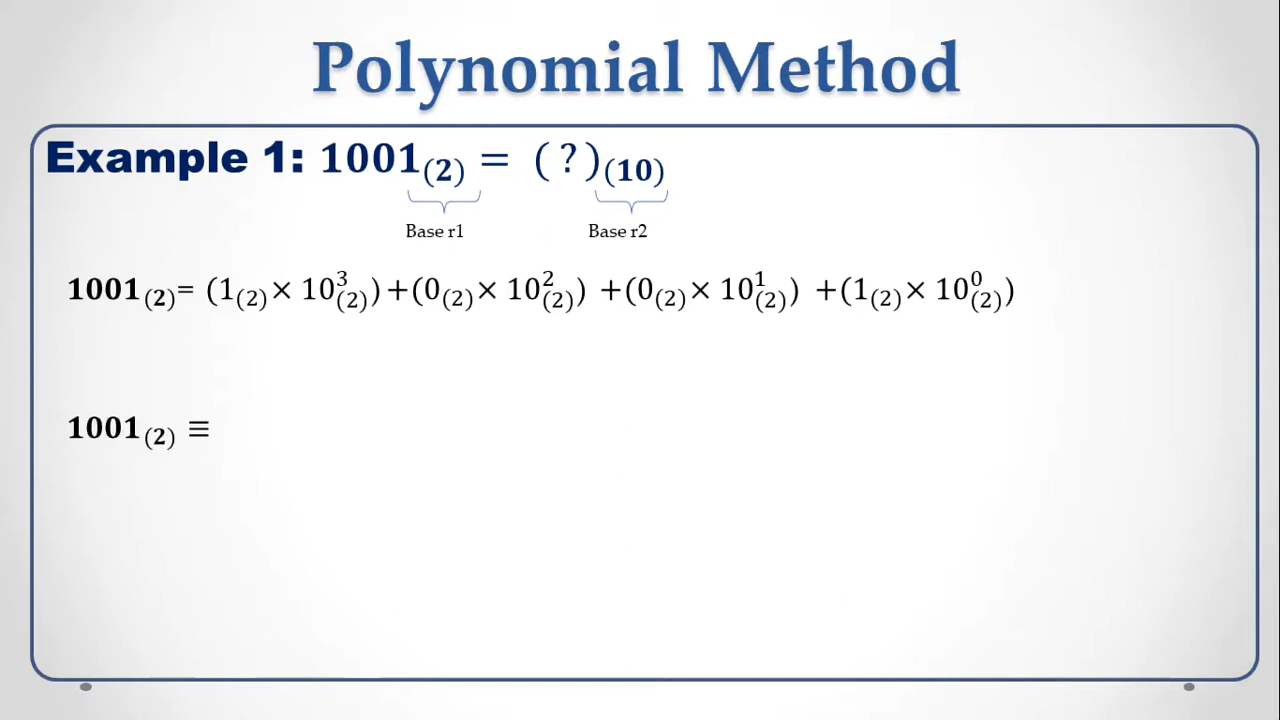 Polynomial Method
Example 1: 1001₍₂₎ = (?)₍₁₀₎
Base r1 Base r2
1001₍₂₎= (1₍₂₎× 10³₍₂₎) +(0₍₂₎× 10²₍₂₎) +(0₍₂₎× 10¹₍₂₎) +(1₍₂₎× 10⁰₍₂₎)
1001₍₂₎ ≡